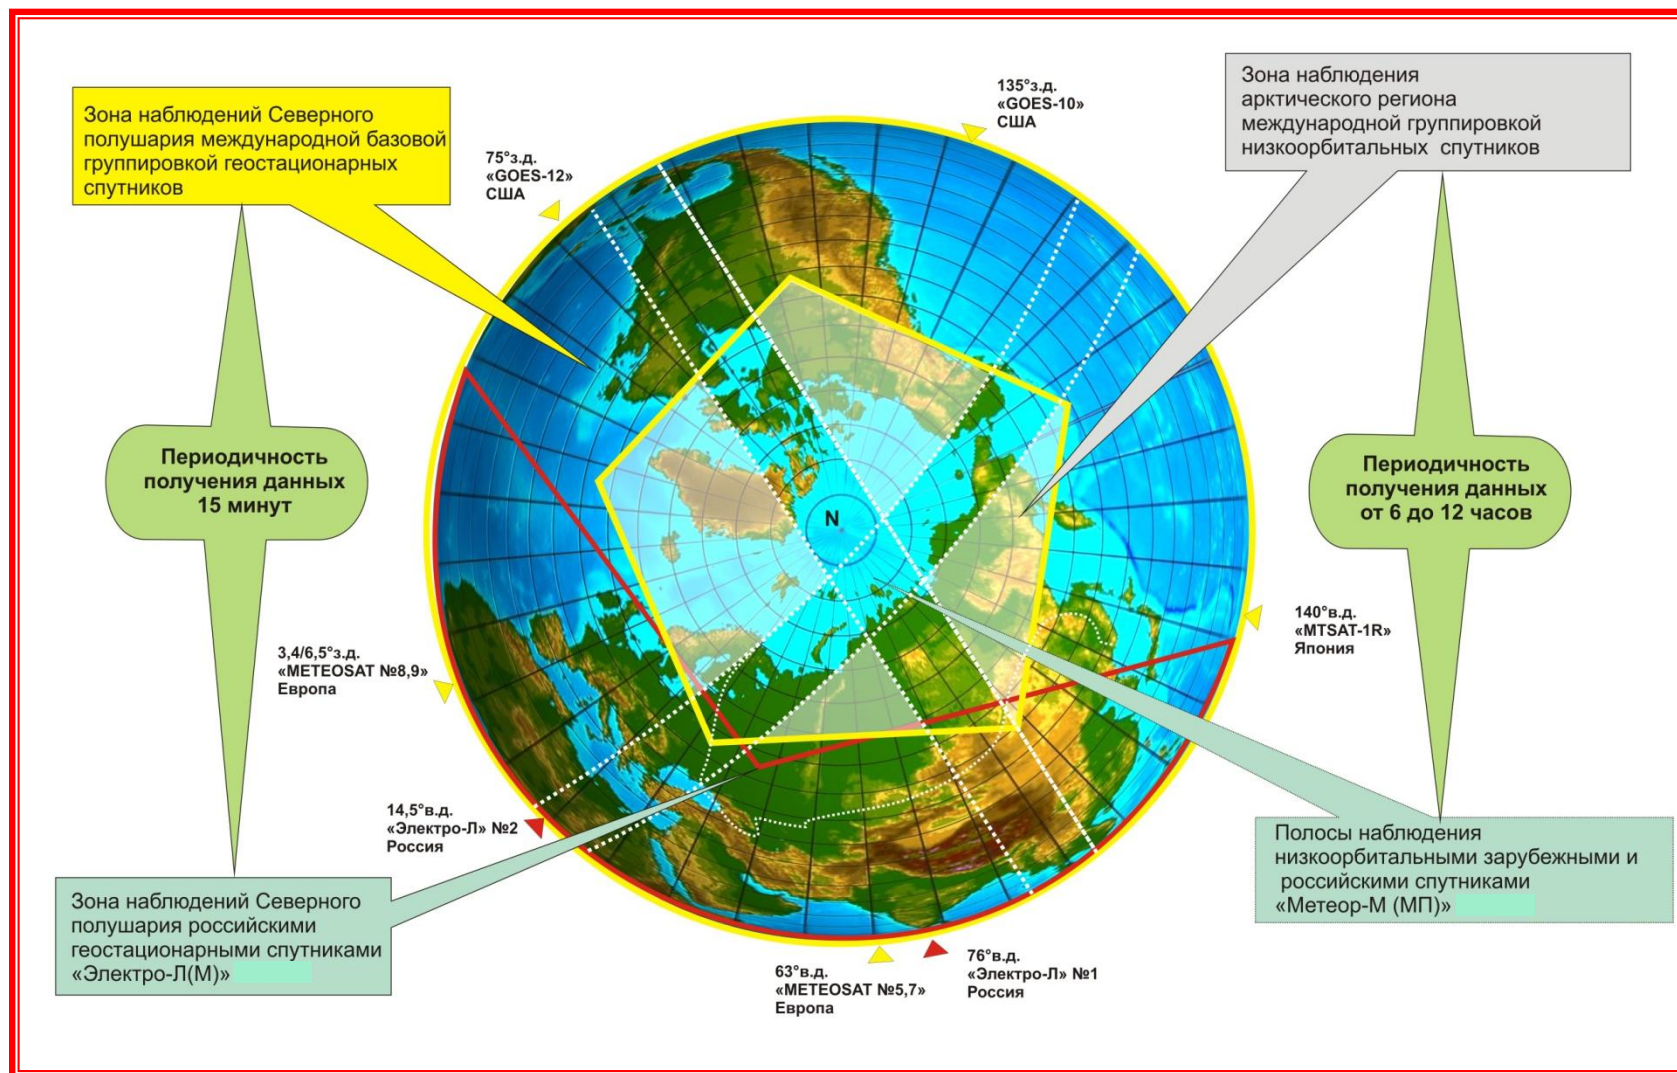 Зона наблюдений Северного
полушария международной базовой
группировкой геостационарных
спутников
135°з.д.
«GOES-10»
США
Зона наблюдения
арктического региона
международной группировкой
низкоорбитальных спутников
75°з.д.
«GOES-12»
США
Периодичность
получения данных
15 минут
N
Периодичность
получения данных
от 6 до 12 часов
140°в.д.
«MTSAT-1R»
Япония
3,4/6,5°з.д.
«METEOSAT №8,9»
Европа
14,5°в.д.
«Электро-Л» №2
Россия
Полосы наблюдения
низкоорбитальными зарубежными и
российскими спутниками
«Метеор-М (МП)»
Зона наблюдений Северного
полушария российскими
геостационарными спутниками
«Электро-Л(М)»
63°в.д.
«METEOSAT №5,7»
Европа
76°в.д.
«Электро-Л» №1
Россия